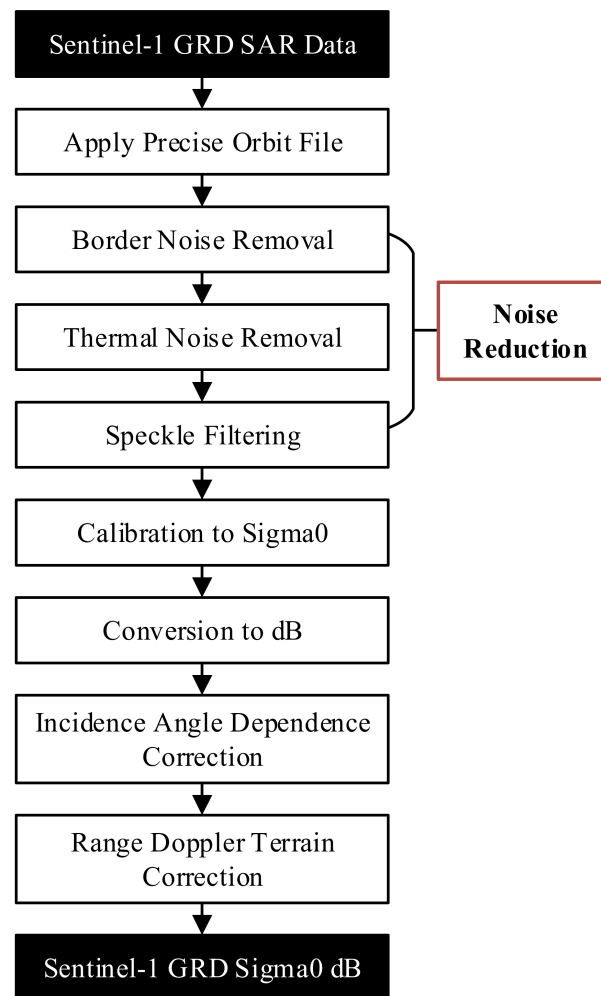 Sentinel-1 GRD SAR Data
Apply Precise Orbit File
Border Noise Removal
Thermal Noise Removal
Noise
Reduction
Speckle Filtering
Calibration to Sigma0
Conversion to dB
Incidence Angle Dependence
Correction
Range Doppler Terrain
Correction
Sentinel-1 GRD Sigma0 dB